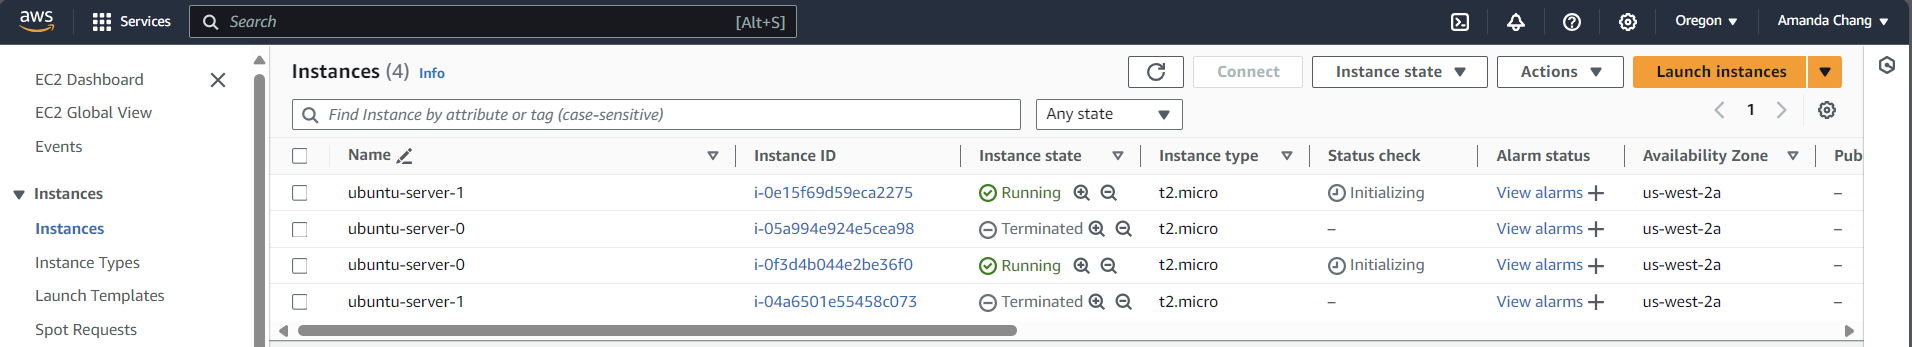 aws Services Search [Alt+S] Oregon Amanda Chang
EC2 Dashboard
EC2 Global View
Events
Instances
Instances
Instance Types
Launch Templates
Spot Requests
Instances (4) Info Connect Instance state Actions Launch instances
Find Instance by attribute or tag (case-sensitive) Any state 1
Name Instance ID Instance state Instance type Status check Alarm status Availability Zone Pub
ubuntu-server-1 i-0e15f69d59eca2275 Running t2.micro Initializing View alarms + us-west-2a –
ubuntu-server-0 i-05a994e924e5cea98 Terminated t2.micro – View alarms + us-west-2a –
ubuntu-server-0 i-0f3d4b044e2be36f0 Running t2.micro Initializing View alarms + us-west-2a –
ubuntu-server-1 i-04a6501e55458c073 Terminated t2.micro – View alarms + us-west-2a –